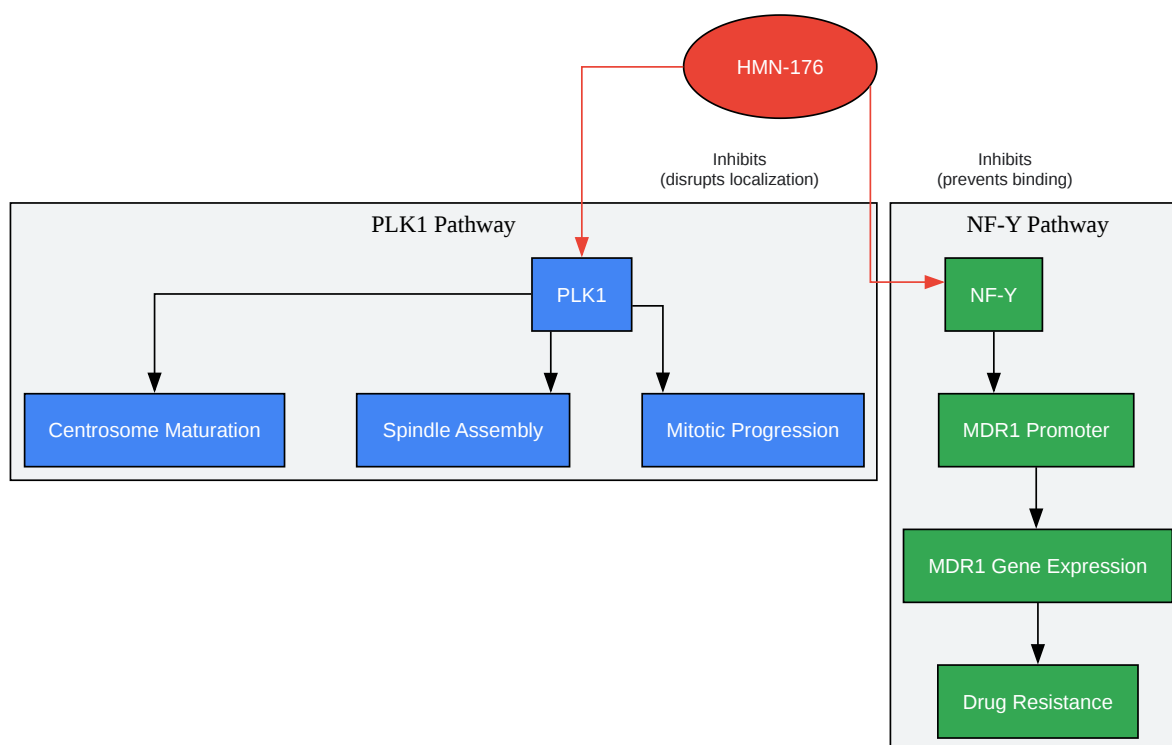 HMN-176
Inhibits
(disrupts localization)
Inhibits
(prevents binding)
PLK1 Pathway
NF-Y Pathway
PLK1
NF-Y
Centrosome Maturation
Spindle Assembly
Mitotic Progression
MDR1 Promoter
MDR1 Gene Expression
Drug Resistance